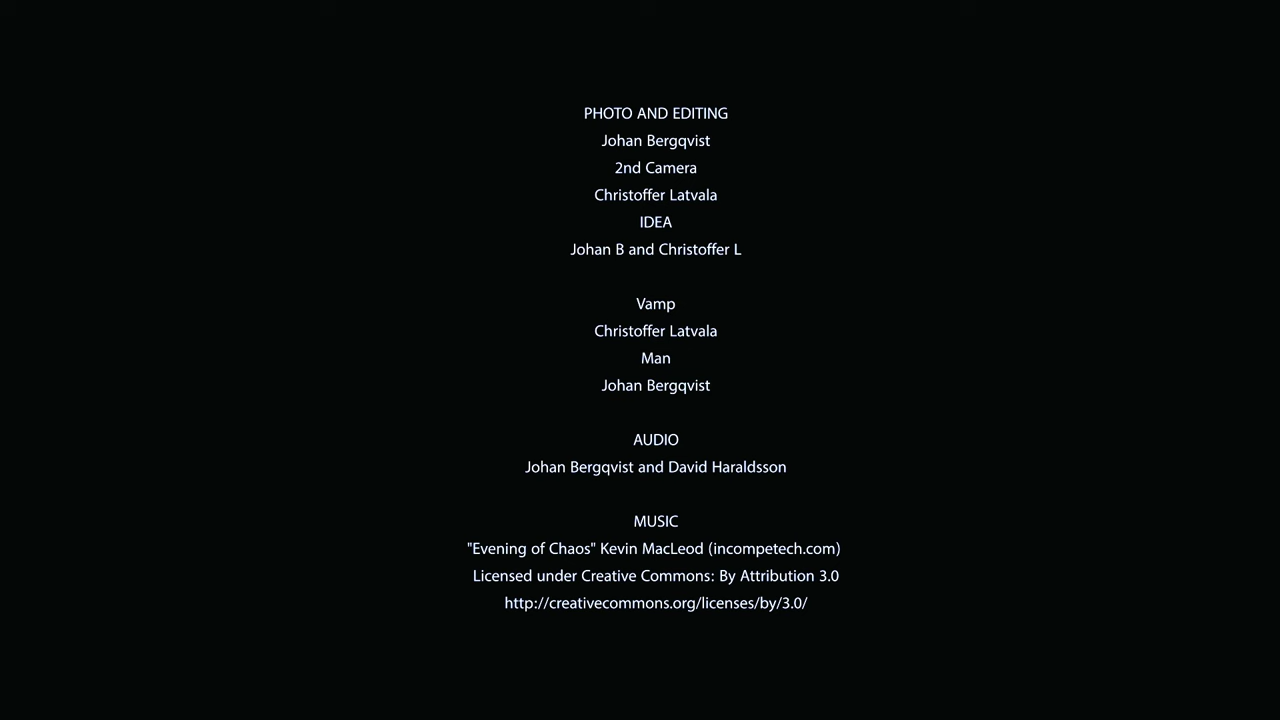 PHOTO AND EDITING
Johan Bergqvist
2nd Camera
Christoffer Latvala
IDEA
Johan B and Christoffer L
Vamp
Christoffer Latvala
Man
Johan Bergqvist
AUDIO
Johan Bergqvist and David Haraldsson
MUSIC
"Evening of Chaos" Kevin MacLeod (incompetech.com)
Licensed under Creative Commons: By Attribution 3.0
http://creativecommons.org/licenses/by/3.0/